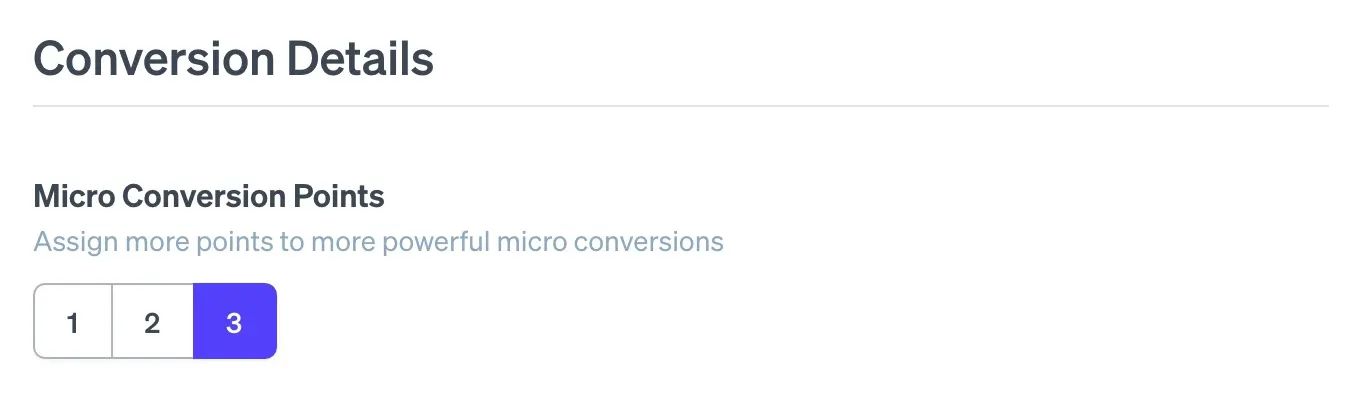 Conversion Details
Micro Conversion Points
Assign more points to more powerful micro conversions
1 2 3